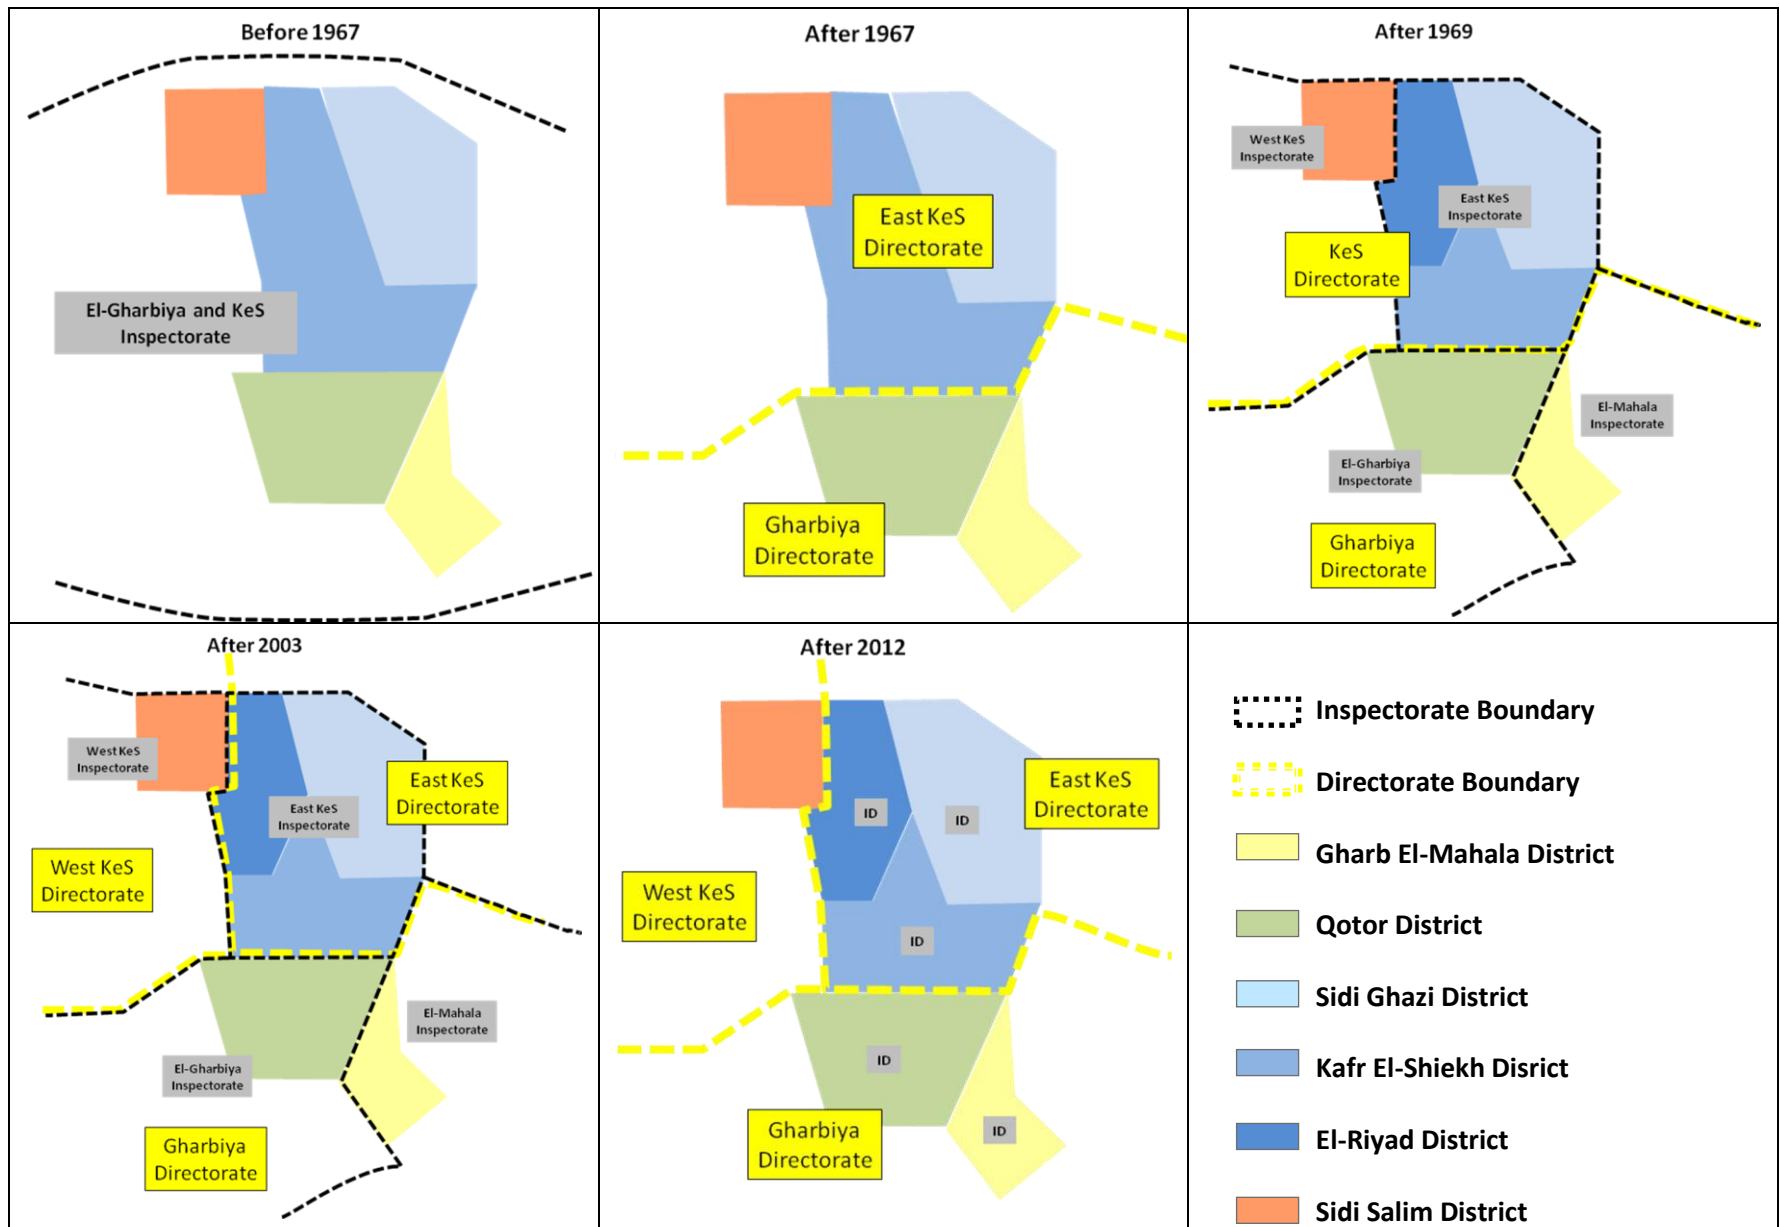 Before 1967
El-Gharbiya and KeS
Inspectorate
After 1967
East KeS
Directorate
Gharbiya
Directorate
After 1969
West KeS
Inspectorate
East KeS
Inspectorate
KeS
Directorate
El-Mahala
Inspectorate
El-Gharbiya
Inspectorate
Gharbiya
Directorate
After 2003
West KeS
Inspectorate
East KeS
Directorate
East KeS
Inspectorate
West KeS
Directorate
El-Mahala
Inspectorate
El-Gharbiya
Inspectorate
Gharbiya
Directorate
After 2012
East KeS
Directorate
ID
ID
West KeS
Directorate
ID
ID
Gharbiya
Directorate
ID
Inspectorate Boundary
Directorate Boundary
Gharb El-Mahala District
Qotor District
Sidi Ghazi District
Kafr El-Shiekh Disrict
El-Riyad District
Sidi Salim District